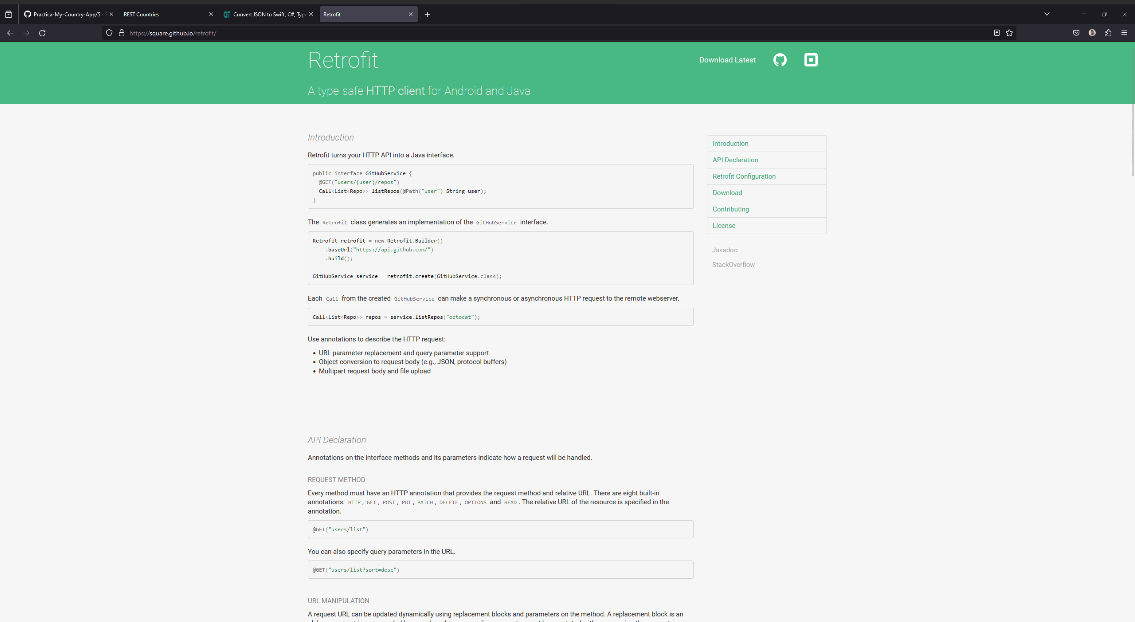 Practica-My-Country-App/5 -
REST Countries
Convert JSON to Swift, C#, Typ
Retrofit
https://square.github.io/retrofit/
Retrofit
Download Latest
A type-safe HTTP client for Android and Java
Introduction
Retrofit turns your HTTP API into a Java interface.
public interface GitHubService {
@GET("users/{user}/repos")
Call<List<Repo>> listRepos(@Path("user") String user);
}
The Retrofit class generates an implementation of the GitHubService interface.
Retrofit retrofit = new Retrofit.Builder()
.baseUrl("https://api.github.com/")
.build();
GitHubService service = retrofit.create(GitHubService.class);
Each Call from the created GitHubService can make a synchronous or asynchronous HTTP request to the remote webserver.
Call<List<Repo>> repos = service.listRepos("octocat");
Use annotations to describe the HTTP request:
• URL parameter replacement and query parameter support
• Object conversion to request body (e.g., JSON, protocol buffers)
• Multipart request body and file upload
API Declaration
Annotations on the interface methods and its parameters indicate how a request will be handled.
REQUEST METHOD
Every method must have an HTTP annotation that provides the request method and relative URL. There are eight built-in
annotations: HTTP, GET, POST, PUT, PATCH, DELETE, OPTIONS and HEAD. The relative URL of the resource is specified in the
annotation.
@GET("users/list")
You can also specify query parameters in the URL.
@GET("users/list?sort=desc")
URL MANIPULATION
A request URL can be updated dynamically using replacement blocks and parameters on the method. A replacement block is an
Introduction
API Declaration
Retrofit Configuration
Download
Contributing
License
Javadoc
StackOverflow